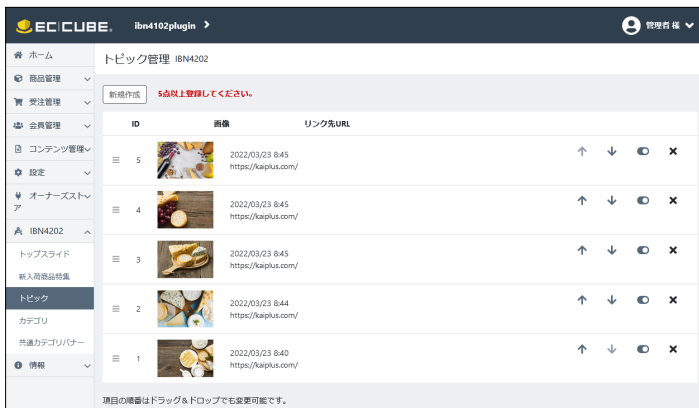 EC CUBE. ibn4102plugin 管理者 様
ホーム
商品管理
受注管理
会員管理
コンテンツ管理
設定
オーナーズスト
ア
IBN4202
トップスライド
新入荷商品特集
トピック
カテゴリ
共通カテゴリバナー
情報
トピック管理 IBN4202
新規作成 5点以上登録してください。
ID 画像 リンク先URL
5 2022/03/23 8:45
https://kaiplus.com/
4 2022/03/23 8:45
https://kaiplus.com/
3 2022/03/23 8:45
https://kaiplus.com/
2 2022/03/23 8:44
https://kaiplus.com/
1 2022/03/23 8:40
https://kaiplus.com/
項目の順番はドラッグ＆ドロップでも変更可能です。